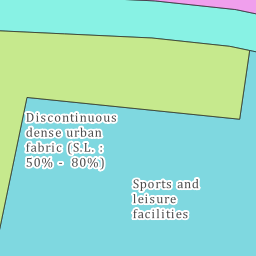 Discontinuous
dense urban
fabric (S.L. :
50% - 80%)
Sports and
leisure
facilities